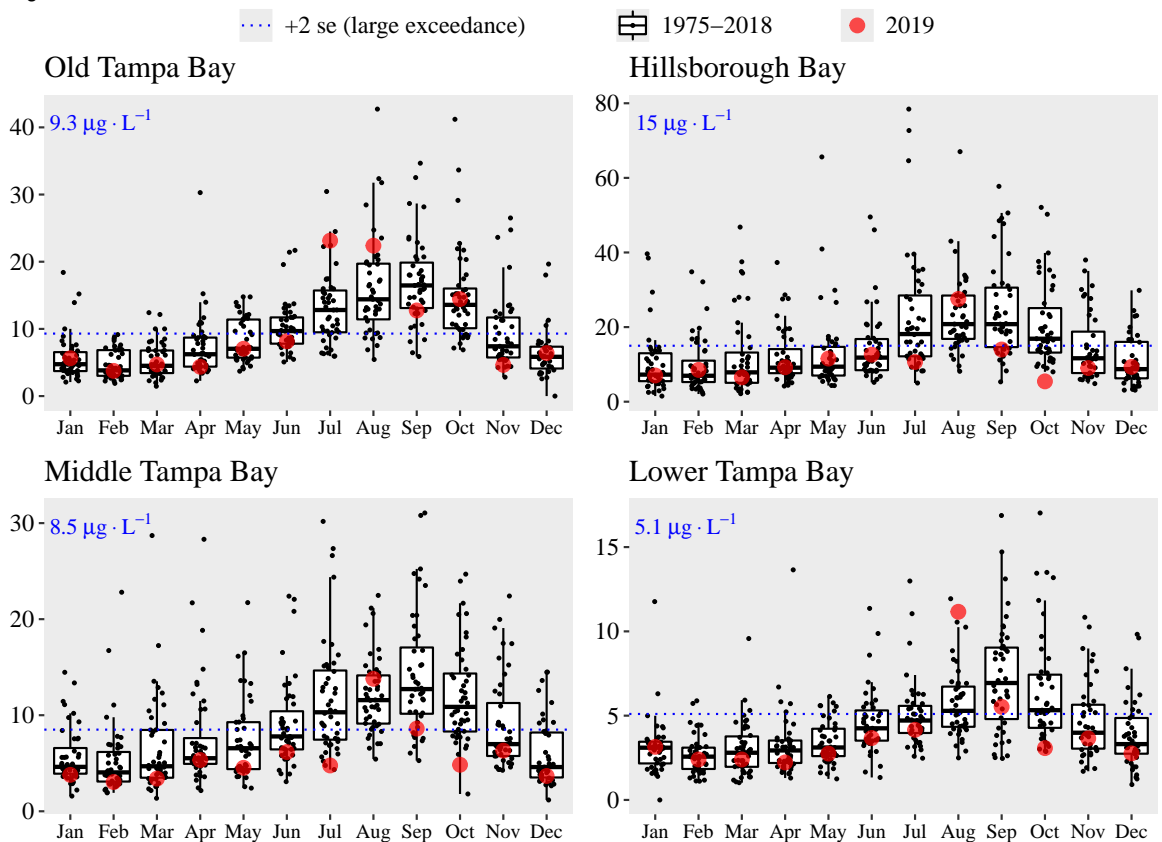 +2 se (large exceedance) 1975−2018 2019
Old Tampa Bay
9.3 μg · L⁻¹
40
30
20
10
0
Jan Feb Mar Apr May Jun Jul Aug Sep Oct Nov Dec
Hillsborough Bay
15 μg · L⁻¹
80
60
40
20
0
Jan Feb Mar Apr May Jun Jul Aug Sep Oct Nov Dec
Middle Tampa Bay
8.5 μg · L⁻¹
30
20
10
0
Jan Feb Mar Apr May Jun Jul Aug Sep Oct Nov Dec
Lower Tampa Bay
5.1 μg · L⁻¹
15
10
5
0
Jan Feb Mar Apr May Jun Jul Aug Sep Oct Nov Dec